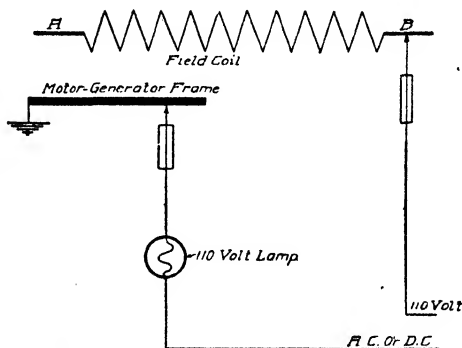 A B
Field Coil
Motor-Generator Frame
110 Volt Lamp
110 Volt
A.C. Or D.C.